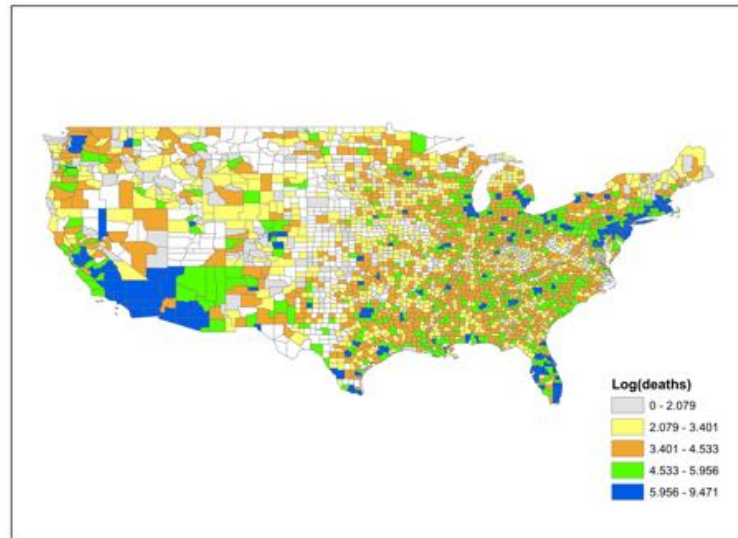 Log(deaths)
0 - 2.079
2.079 - 3.401
3.401 - 4.533
4.533 - 5.956
5.956 - 9.471